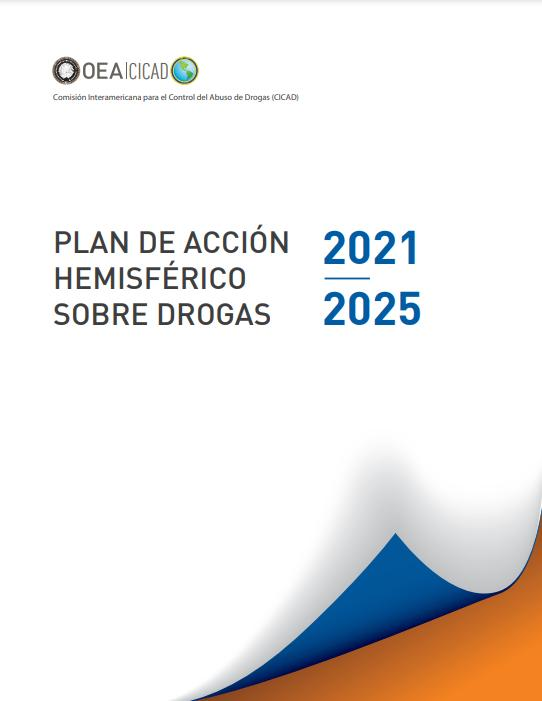 OEA|CICAD
Comisión Interamericana para el Control del Abuso de Drogas (CICAD)
PLAN DE ACCIÓN
HEMISFÉRICO
SOBRE DROGAS
2021
2025